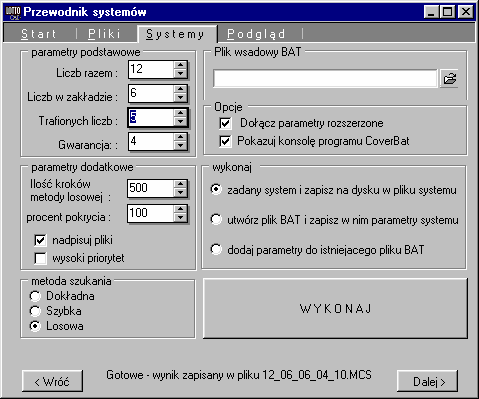 LOTTO
Przewodnik systemów
Start | Pliki | Systemy | Podgląd |
parametry podstawowe
Liczb razem : 12
Liczb w zakładzie : 6
Trafionych liczb : 5
Gwarancja : 4
parametry dodatkowe
Ilość kroków
metody losowej : 500
procent pokrycia : 100
nadpisuj pliki
wysoki priorytet
metoda szukania
Dokładna
Szybka
Losowa
Plik wsadowy BAT
Opcje
Dołącz parametry rozszerzone
Pokazuj konsolę programu CoverBat
wykonaj
zadany system i zapisz na dysku w pliku systemu
utwórz plik BAT i zapisz w nim parametry systemu
dodaj parametry do istniejacego pliku BAT
WYKONAJ
< Wróć
Gotowe - wynik zapisany w pliku 12_06_06_04_10.MCS
Dalej >